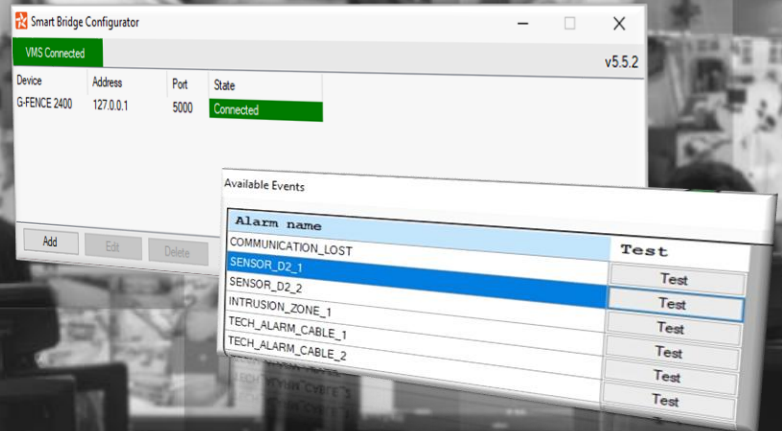 Smart Bridge Configurator
VMS Connected
v5.5.2
Device Address Port State
G-FENCE 2400 127.0.0.1 5000 Connected
Add Edit Delete
Available Events
Alarm name Test
COMMUNICATION_LOST Test
SENSOR_D2_1 Test
SENSOR_D2_2 Test
INTRUSION_ZONE_1 Test
TECH_ALARM_CABLE_1 Test
TECH_ALARM_CABLE_2 Test